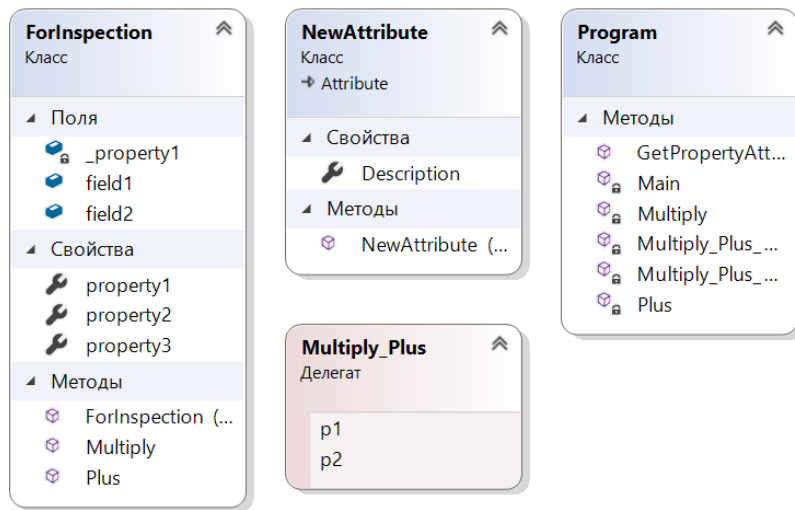 ForInspection
Класс
Поля
_property1
field1
field2
Свойства
property1
property2
property3
Методы
ForInspection (...
Multiply
Plus
NewAttribute
Класс
Attribute
Свойства
Description
Методы
NewAttribute (...
Multiply_Plus
Делегат
p1
p2
Program
Класс
Методы
GetPropertyAtt...
Main
Multiply
Multiply_Plus_...
Multiply_Plus_...
Plus